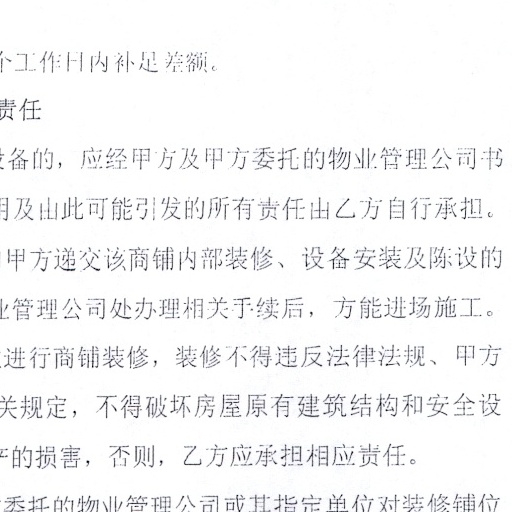 个工作日内补足差额。
责任
设备的，应经甲方及甲方委托的物业管理公司书
用及由此可能引发的所有责任由乙方自行承担。
甲方递交该商铺内部装修、设备安装及陈设的
业管理公司处办理相关手续后，方能进场施工。
进行商铺装修，装修不得违反法律法规、甲方
关规定，不得破坏房屋原有建筑结构和安全设
产的损害，否则，乙方应承担相应责任。
委托的物业管理公司或其指定单位对装修铺位